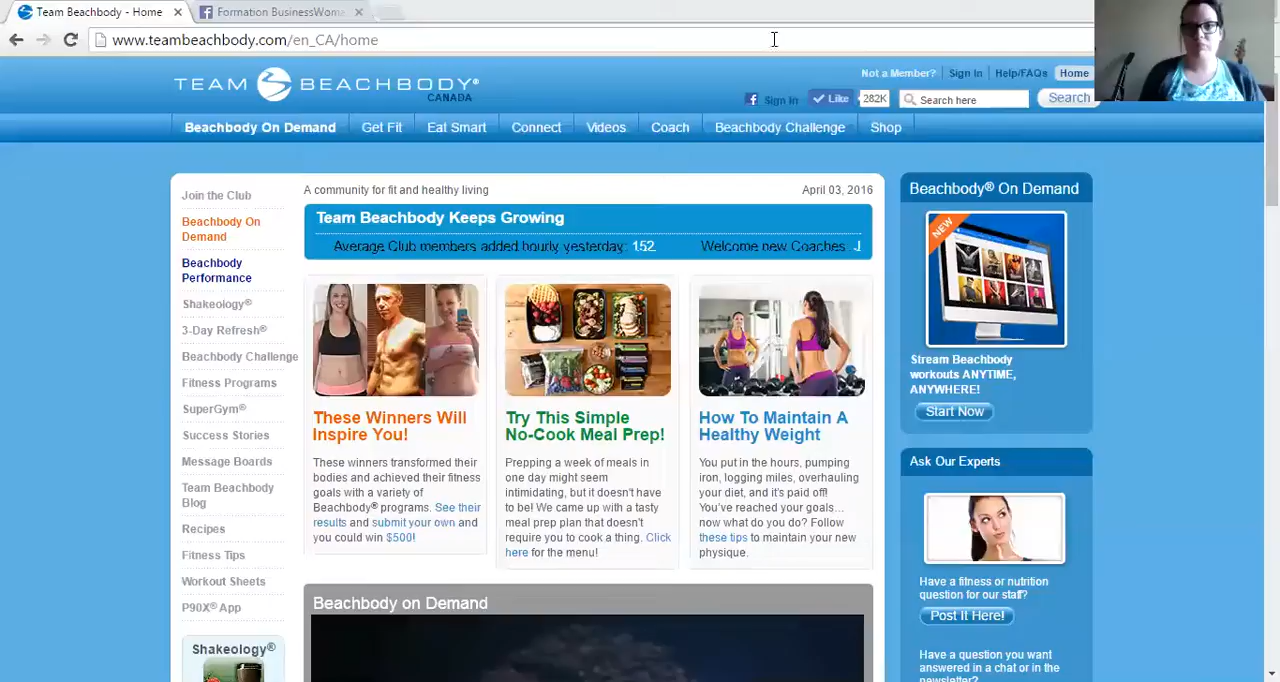 Team Beachbody - Home
Formation BusinessWoma
www.teambeachbody.com/en_CA/home
TEAM BEACHBODY®
CANADA
Not a Member? Sign In Help/FAQs Home
Sign In Like 282K Search here Search
Beachbody On Demand Get Fit Eat Smart Connect Videos Coach Beachbody Challenge Shop
Join the Club
Beachbody On
Demand
Beachbody
Performance
Shakeology®
3-Day Refresh®
Beachbody Challenge
Fitness Programs
SuperGym®
Success Stories
Message Boards
Team Beachbody
Blog
Recipes
Fitness Tips
Workout Sheets
P90X® App
Shakeology®
A community for fit and healthy living
April 03, 2016
Team Beachbody Keeps Growing
Average Club members added hourly yesterday: 152 Welcome new Coaches...J
These Winners Will
Inspire You!
These winners transformed their
bodies and achieved their fitness
goals with a variety of
Beachbody® programs. See their
results and submit your own and
you could win $500!
Try This Simple
No-Cook Meal Prep!
Prepping a week of meals in
one day might seem
intimidating, but it doesn't have
to be! We came up with a tasty
meal prep plan that doesn't
require you to cook a thing. Click
here for the menu!
How To Maintain A
Healthy Weight
You put in the hours, pumping
iron, logging miles, overhauling
your diet, and it's paid off!
You've reached your goals...
now what do you do? Follow
these tips to maintain your new
physique.
Beachbody on Demand
Beachbody® On Demand
NEW
Stream Beachbody
workouts ANYTIME,
ANYWHERE!
Start Now
Ask Our Experts
Have a fitness or nutrition
question for our staff?
Post It Here!
Have a question you want
answered in a chat or in the
newsletter?